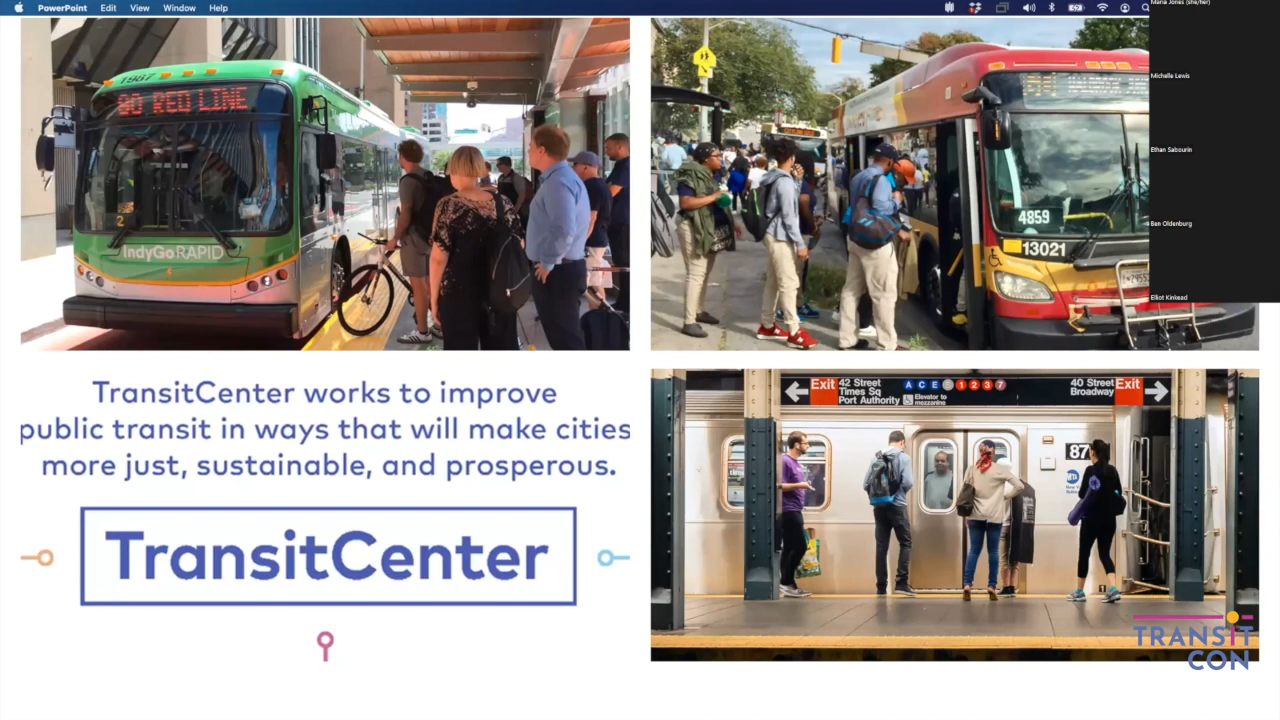 PowerPoint Edit View Window Help
Maria Jones (she/her)
Michelle Lewis
Ethan Sabourin
Ben Oldenburg
Elliot Kinkead
1987
80 RED LINE
IndyGo RAPID
4859
13021
TransitCenter works to improve
public transit in ways that will make cities
more just, sustainable, and prosperous.
TransitCenter
Exit 42 Street
Times Sq
Port Authority
A C E
1 2 3 7
Elevator to
mezzanine
40 Street
Broadway Exit
87
TRANSIT
CON